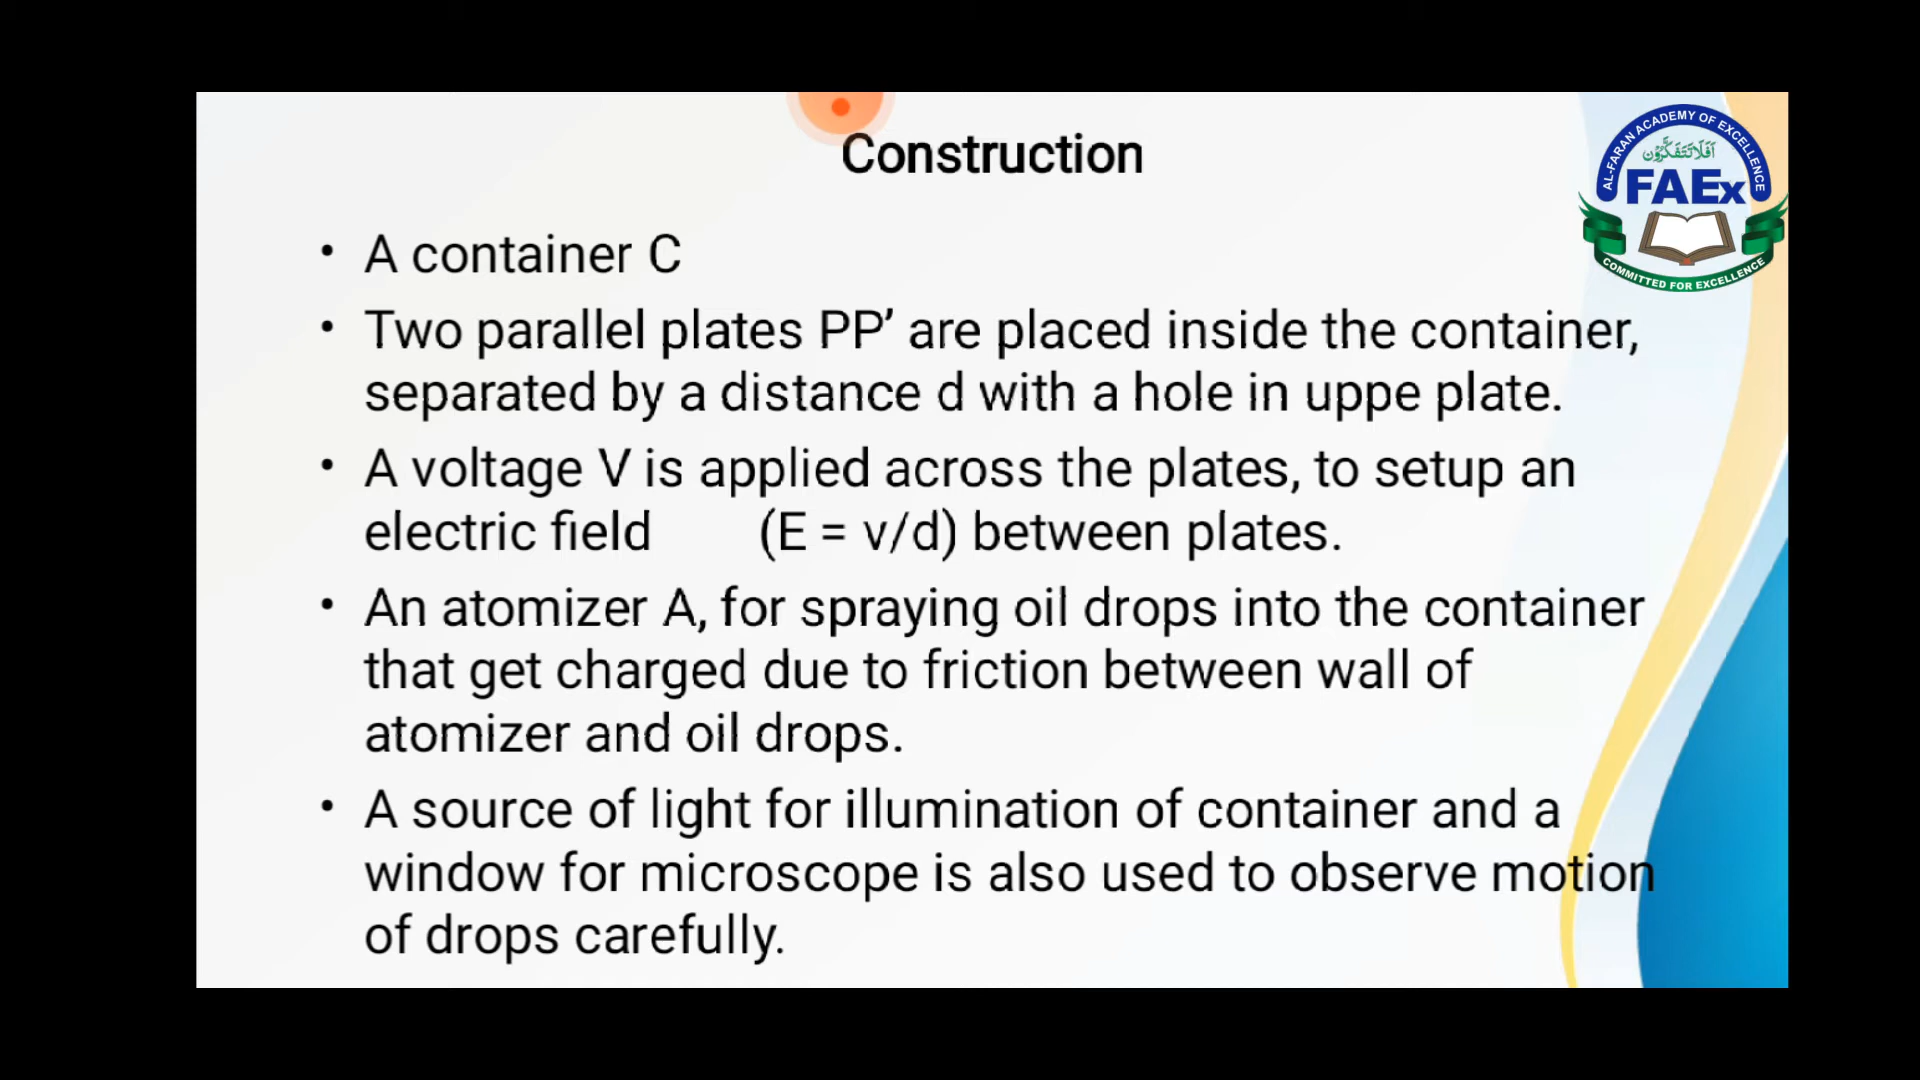 Construction
AL-FARAN ACADEMY OF EXCELLENCE
أفلا تتفكرون
FAEx
COMMITTED FOR EXCELLENCE
• A container C
• Two parallel plates PP’ are placed inside the container,
separated by a distance d with a hole in uppe plate.
• A voltage V is applied across the plates, to setup an
electric field (E = v/d) between plates.
• An atomizer A, for spraying oil drops into the container
that get charged due to friction between wall of
atomizer and oil drops.
• A source of light for illumination of container and a
window for microscope is also used to observe motion
of drops carefully.